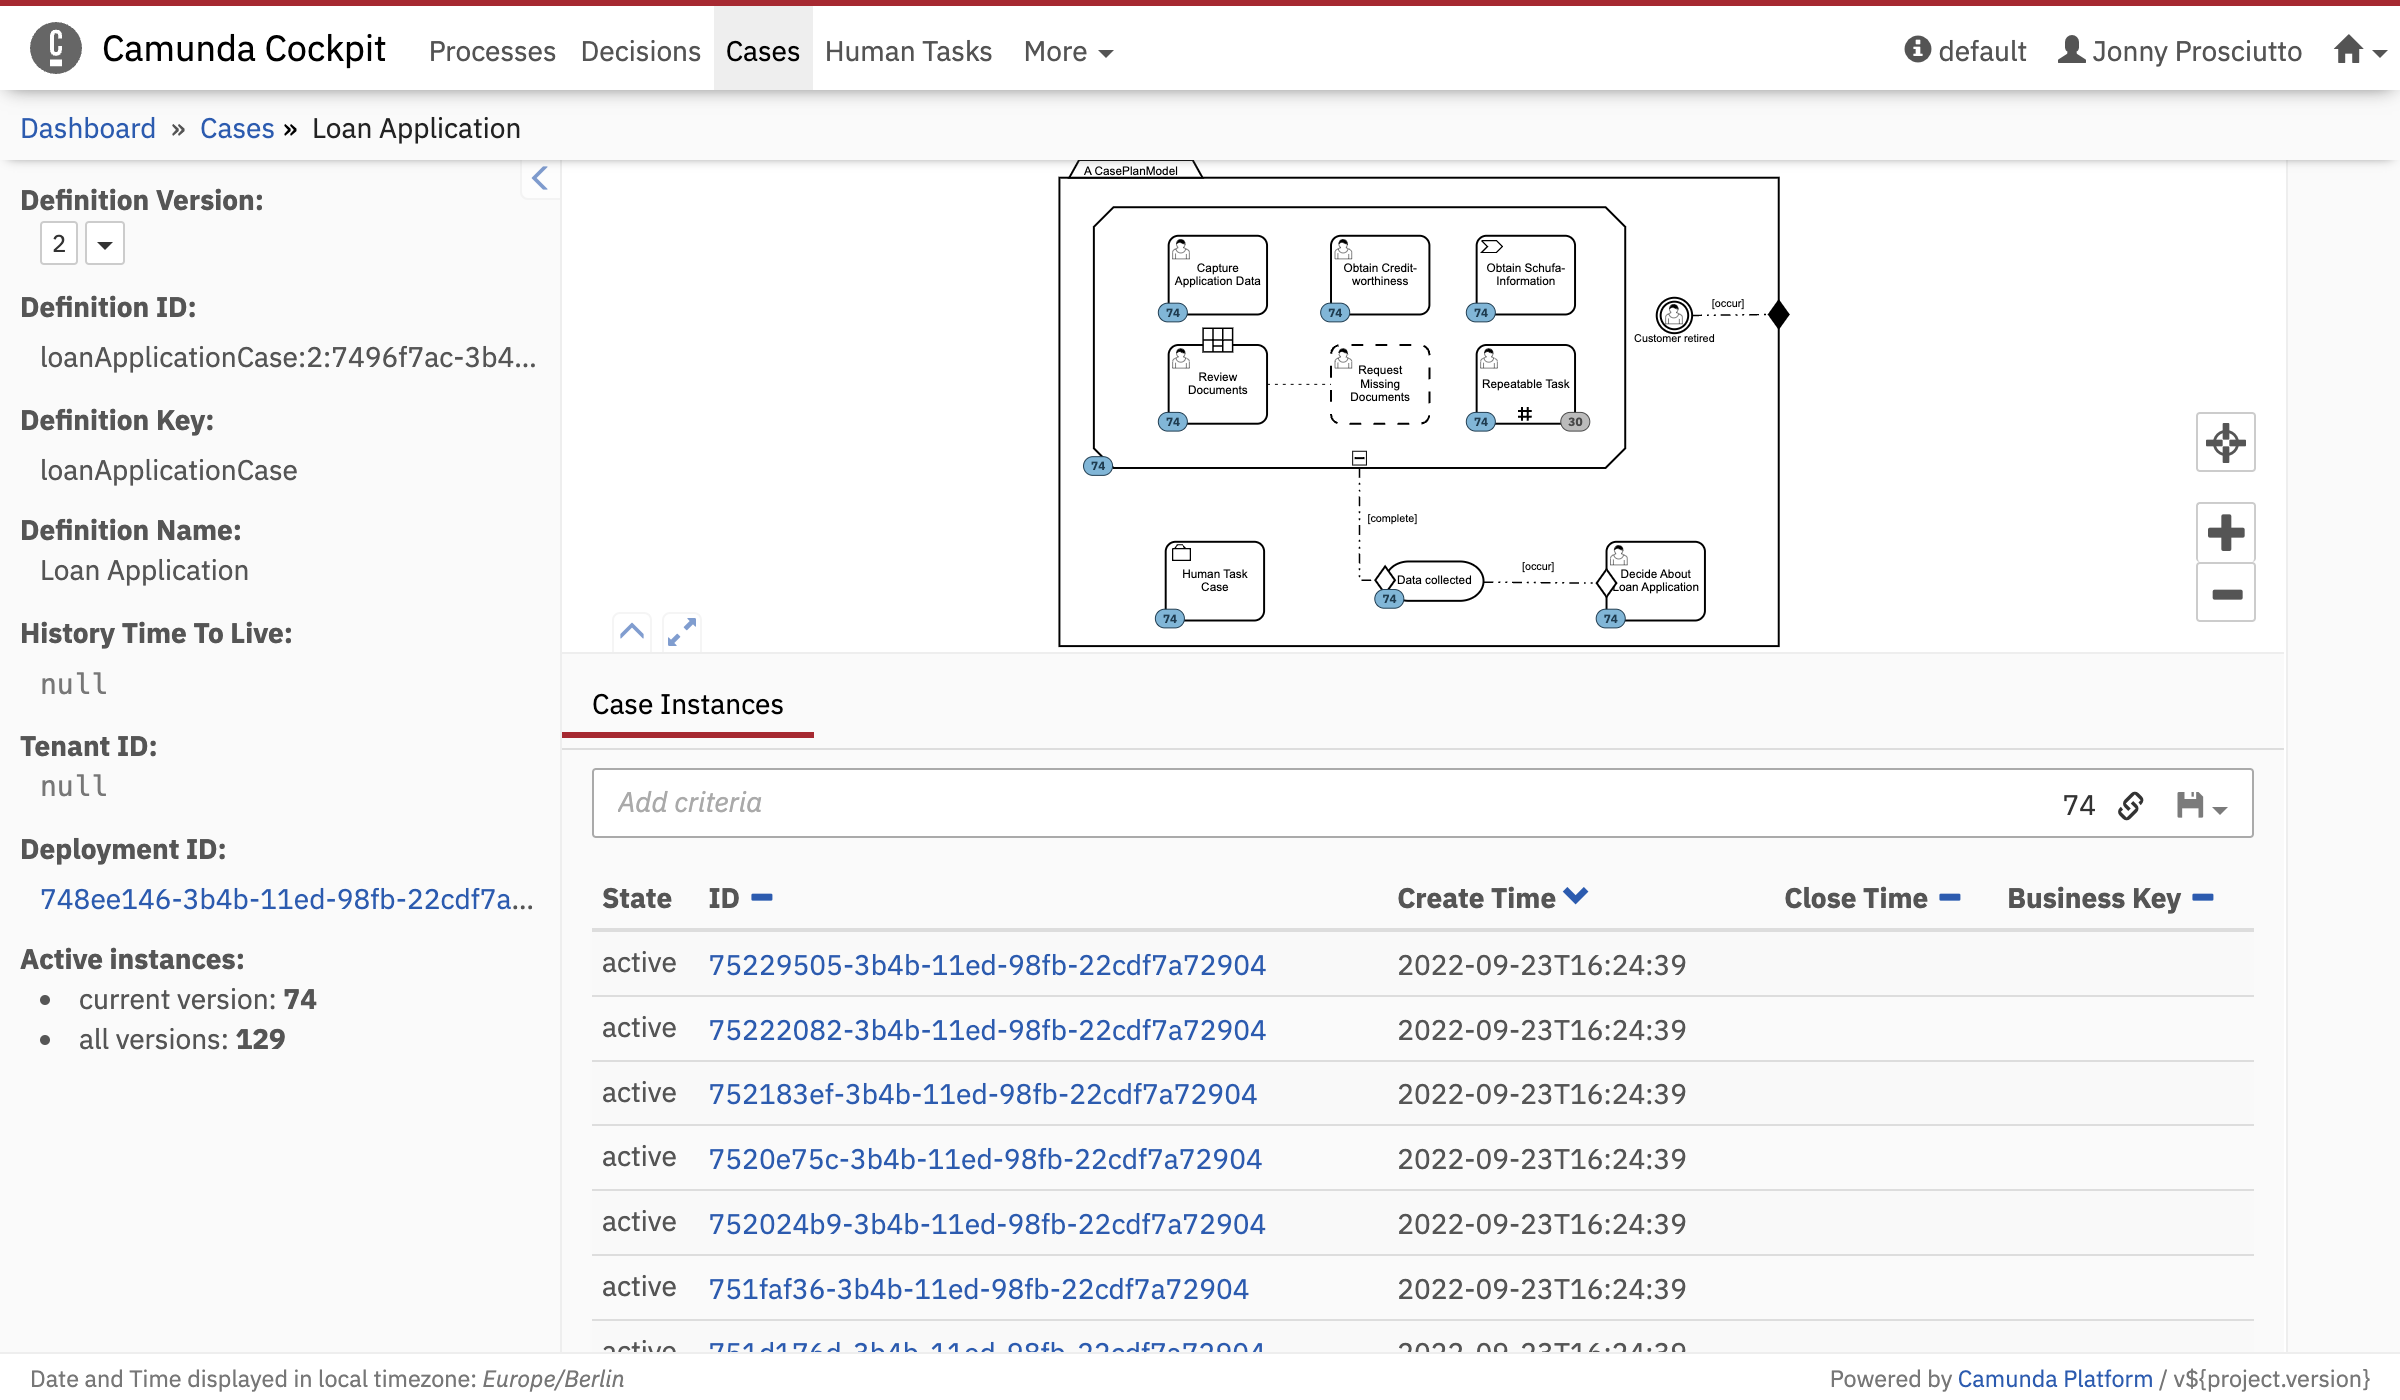 Camunda Cockpit Processes Decisions Cases Human Tasks More default Jonny Prosciutto
Dashboard » Cases » Loan Application
Definition Version:
2
Definition ID:
loanApplicationCase:2:7496f7ac-3b4...
Definition Key:
loanApplicationCase
Definition Name:
Loan Application
History Time To Live:
null
Tenant ID:
null
Deployment ID:
748ee146-3b4b-11ed-98fb-22cdf7a...
Active instances:
current version: 74
all versions: 129
A CasePlanModel
Capture
Application Data
74
Obtain Credit-
worthiness
74
Obtain Schufa-
Information
74
[occur]
Customer retired
Review
Documents
74
Request
Missing
Documents
Repeatable Task
74
30
74
[complete]
Human Task
Case
74
Data collected
74
[occur]
Decide About
Loan Application
74
Case Instances
Add criteria 74
State ID Create Time Close Time Business Key
active 75229505-3b4b-11ed-98fb-22cdf7a72904 2022-09-23T16:24:39
active 75222082-3b4b-11ed-98fb-22cdf7a72904 2022-09-23T16:24:39
active 752183ef-3b4b-11ed-98fb-22cdf7a72904 2022-09-23T16:24:39
active 7520e75c-3b4b-11ed-98fb-22cdf7a72904 2022-09-23T16:24:39
active 752024b9-3b4b-11ed-98fb-22cdf7a72904 2022-09-23T16:24:39
active 751faf36-3b4b-11ed-98fb-22cdf7a72904 2022-09-23T16:24:39
active 751d176d-3b4b-11ed-98fb-22cdf7a72904 2022-09-23T16:24:39
Date and Time displayed in local timezone: Europe/Berlin
Powered by Camunda Platform / v${project.version}